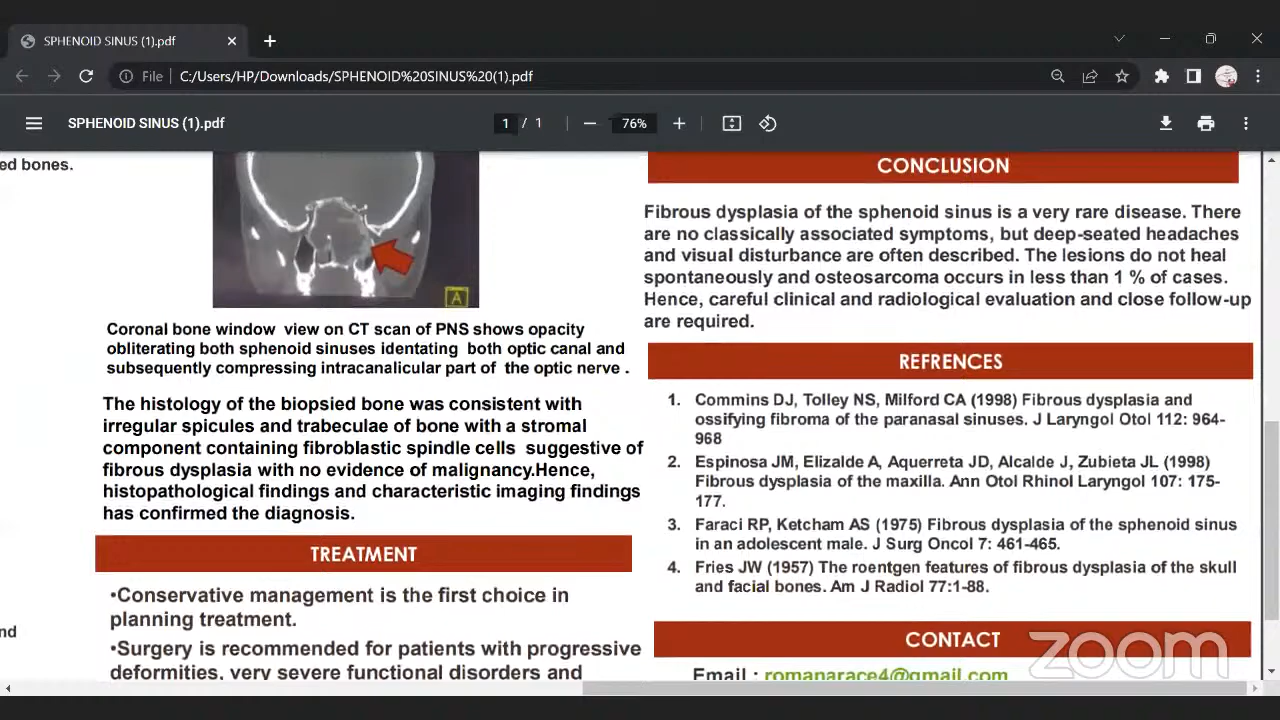 SPHENOID SINUS (1).pdf
File C:/Users/HP/Downloads/SPHENOID%20SINUS%20(1).pdf
SPHENOID SINUS (1).pdf
1 / 1
76%
ed bones.
A
Coronal bone window view on CT scan of PNS shows opacity
obliterating both sphenoid sinuses identating both optic canal and
subsequently compressing intracanalicular part of the optic nerve .
The histology of the biopsied bone was consistent with
irregular spicules and trabeculae of bone with a stromal
component containing fibroblastic spindle cells suggestive of
fibrous dysplasia with no evidence of malignancy.Hence,
histopathological findings and characteristic imaging findings
has confirmed the diagnosis.
TREATMENT
•Conservative management is the first choice in
planning treatment.
•Surgery is recommended for patients with progressive
deformities, very severe functional disorders and
nd
CONCLUSION
Fibrous dysplasia of the sphenoid sinus is a very rare disease. There
are no classically associated symptoms, but deep-seated headaches
and visual disturbance are often described. The lesions do not heal
spontaneously and osteosarcoma occurs in less than 1 % of cases.
Hence, careful clinical and radiological evaluation and close follow-up
are required.
REFRENCES
1. Commins DJ, Tolley NS, Milford CA (1998) Fibrous dysplasia and
ossifying fibroma of the paranasal sinuses. J Laryngol Otol 112: 964-
968
2. Espinosa JM, Elizalde A, Aquerreta JD, Alcalde J, Zubieta JL (1998)
Fibrous dysplasia of the maxilla. Ann Otol Rhinol Laryngol 107: 175-
177.
3. Faraci RP, Ketcham AS (1975) Fibrous dysplasia of the sphenoid sinus
in an adolescent male. J Surg Oncol 7: 461-465.
4. Fries JW (1957) The roentgen features of fibrous dysplasia of the skull
and facial bones. Am J Radiol 77:1-88.
CONTACT
Email : romanarace4@gmail.com
zoom